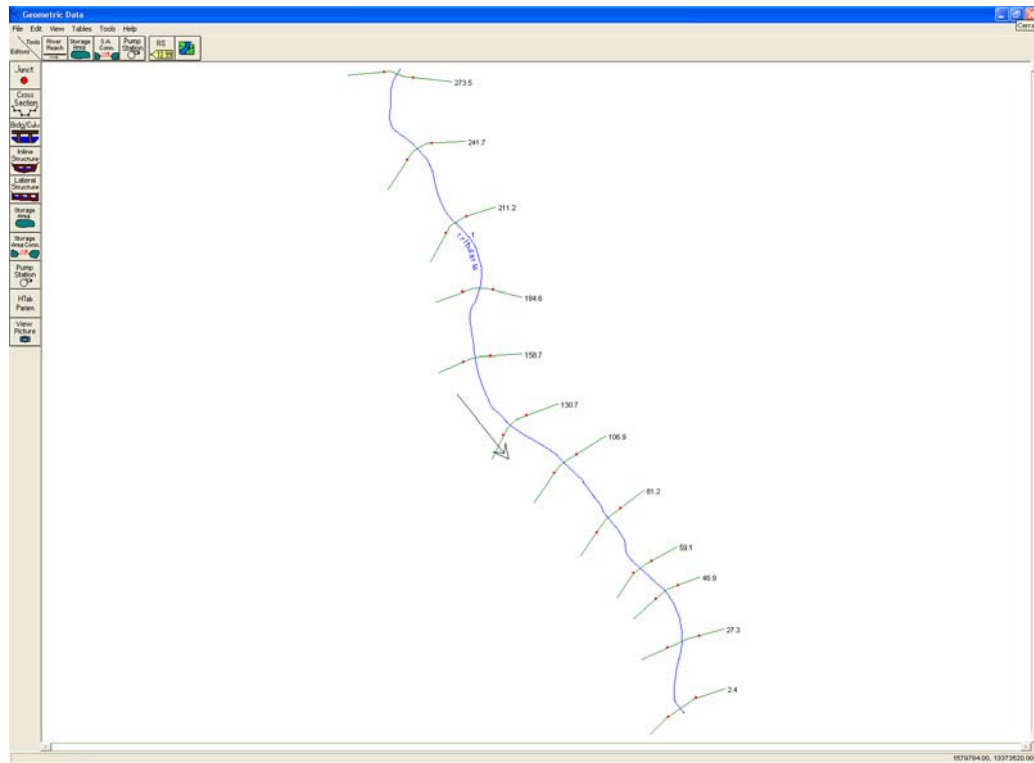 Geometric Data
Cerrar
File Edit View Tables Tools Help
Tools
Editors
River Reach
Storage Area
S.A. Conn.
Pump Station
RS
Junct.
Cross Section
Brdg/Culv
Inline Structure
Lateral Structure
Storage Area
Storage Area Conn.
Pump Station
HTab Param.
View Picture
273.5
241.7
211.2
1
184.6
158.7
130.7
106.9
81.2
59.1
46.9
27.3
2.4